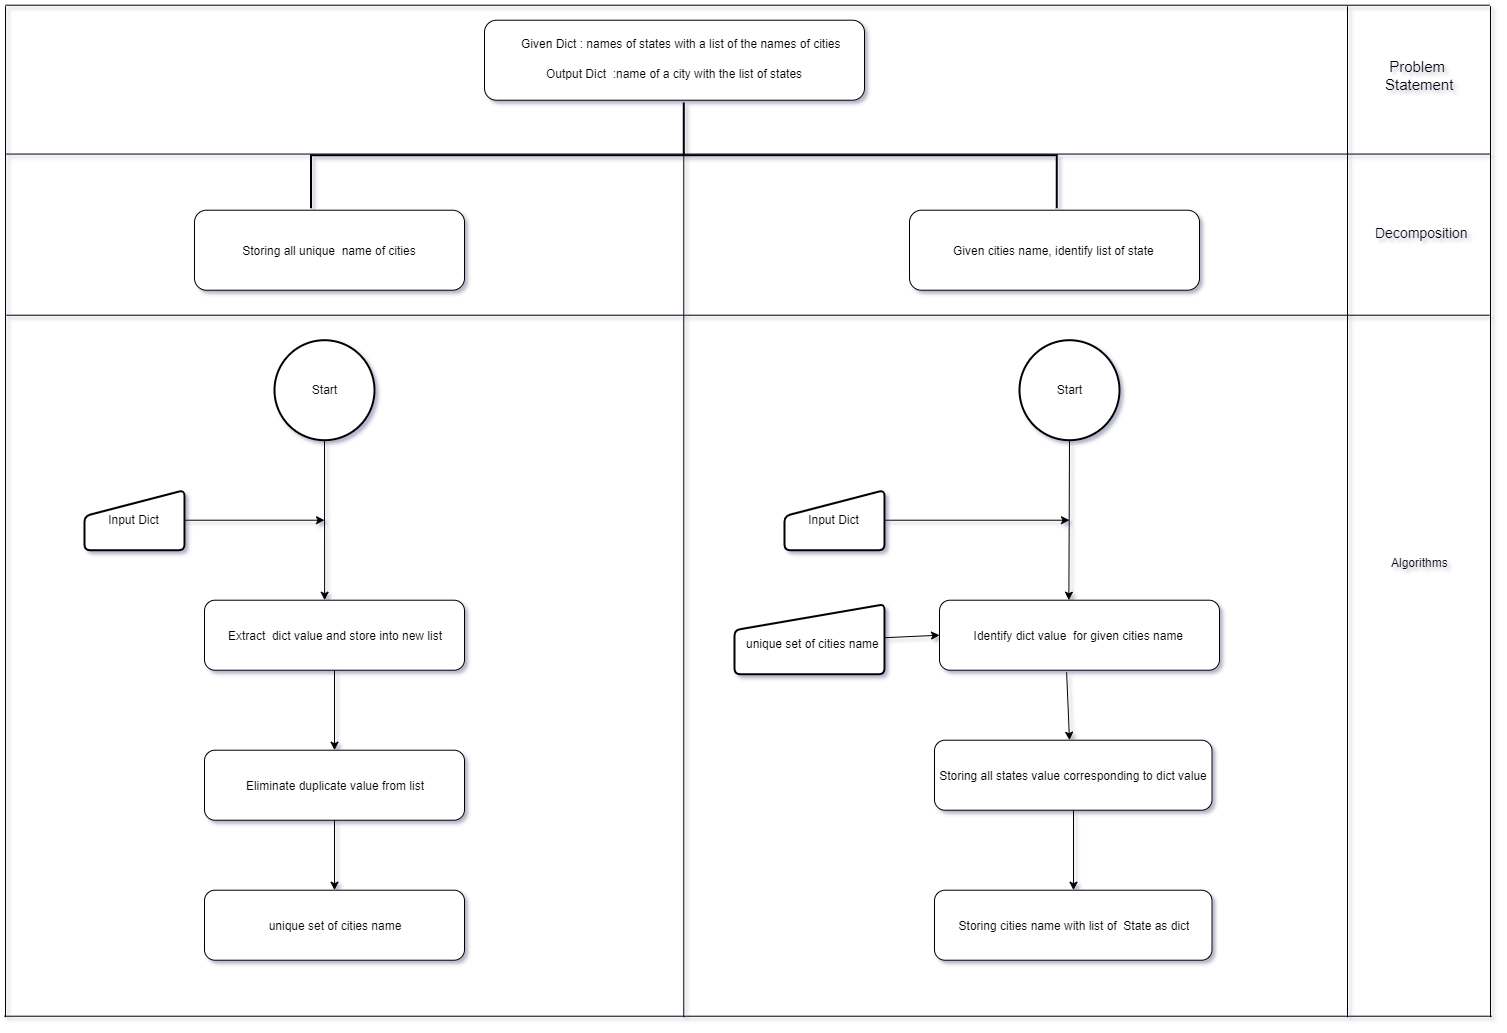 Given Dict : names of states with a list of the names of cities
Output Dict  :name of a city with the list of states
Problem
Statement
Storing all unique  name of cities
Given cities name, identify list of state
Decomposition
Start
Start
Input Dict
Input Dict
Algorithms
Extract  dict value and store into new list
unique set of cities name
Identify dict value  for given cities name
Eliminate duplicate value from list
Storing all states value corresponding to dict value
unique set of cities name
Storing cities name with list of  State as dict